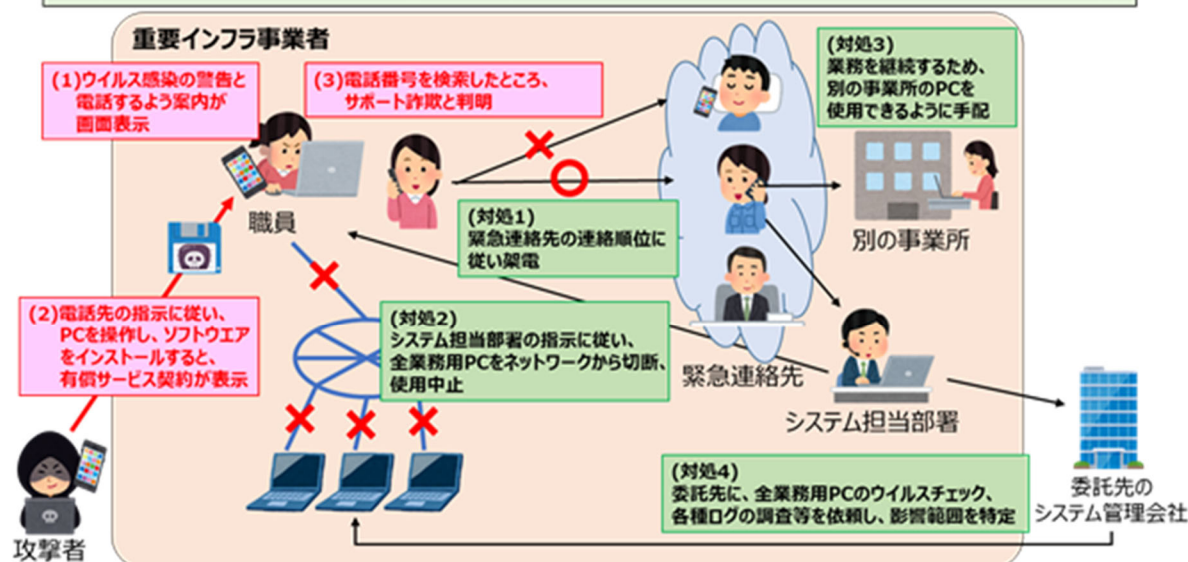 重要インフラ事業者
(1)ウイルス感染の警告と
電話するよう案内が
画面表示
(3)電話番号を検索したところ、
サポート詐欺と判明
(対処3)
業務を継続するため、
別の事業所のPCを
使用できるように手配
職員
(対処1)
緊急連絡先の連絡順位に
従い架電
別の事業所
(2)電話先の指示に従い、
PCを操作し、ソフトウエア
をインストールすると、
有償サービス契約が表示
(対処2)
システム担当部署の指示に従い、
全業務用PCをネットワークから切断、
使用中止
緊急連絡先
システム担当部署
(対処4)
委託先に、全業務用PCのウイルスチェック、
各種ログの調査等を依頼し、影響範囲を特定
委託先の
システム管理会社
攻撃者